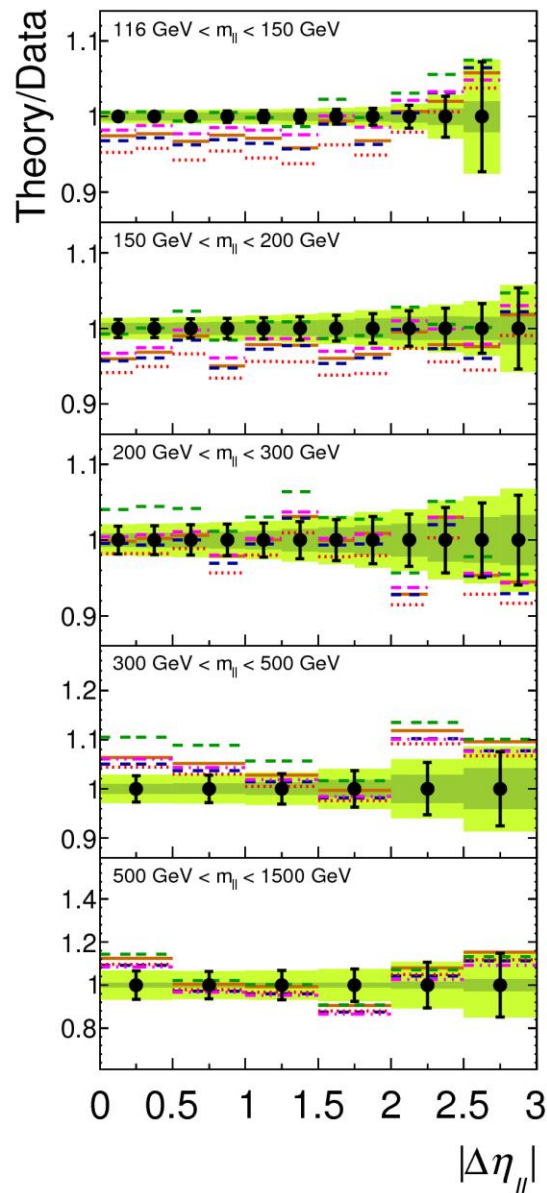 Theory/Data
116 GeV < m_ll < 150 GeV
1.1
1
0.9
150 GeV < m_ll < 200 GeV
1.1
1
0.9
200 GeV < m_ll < 300 GeV
1.1
1
0.9
300 GeV < m_ll < 500 GeV
1.2
1.1
1
0.9
500 GeV < m_ll < 1500 GeV
1.4
1.2
1
0.8
0 0.5 1 1.5 2 2.5 3
|Δη_ll|